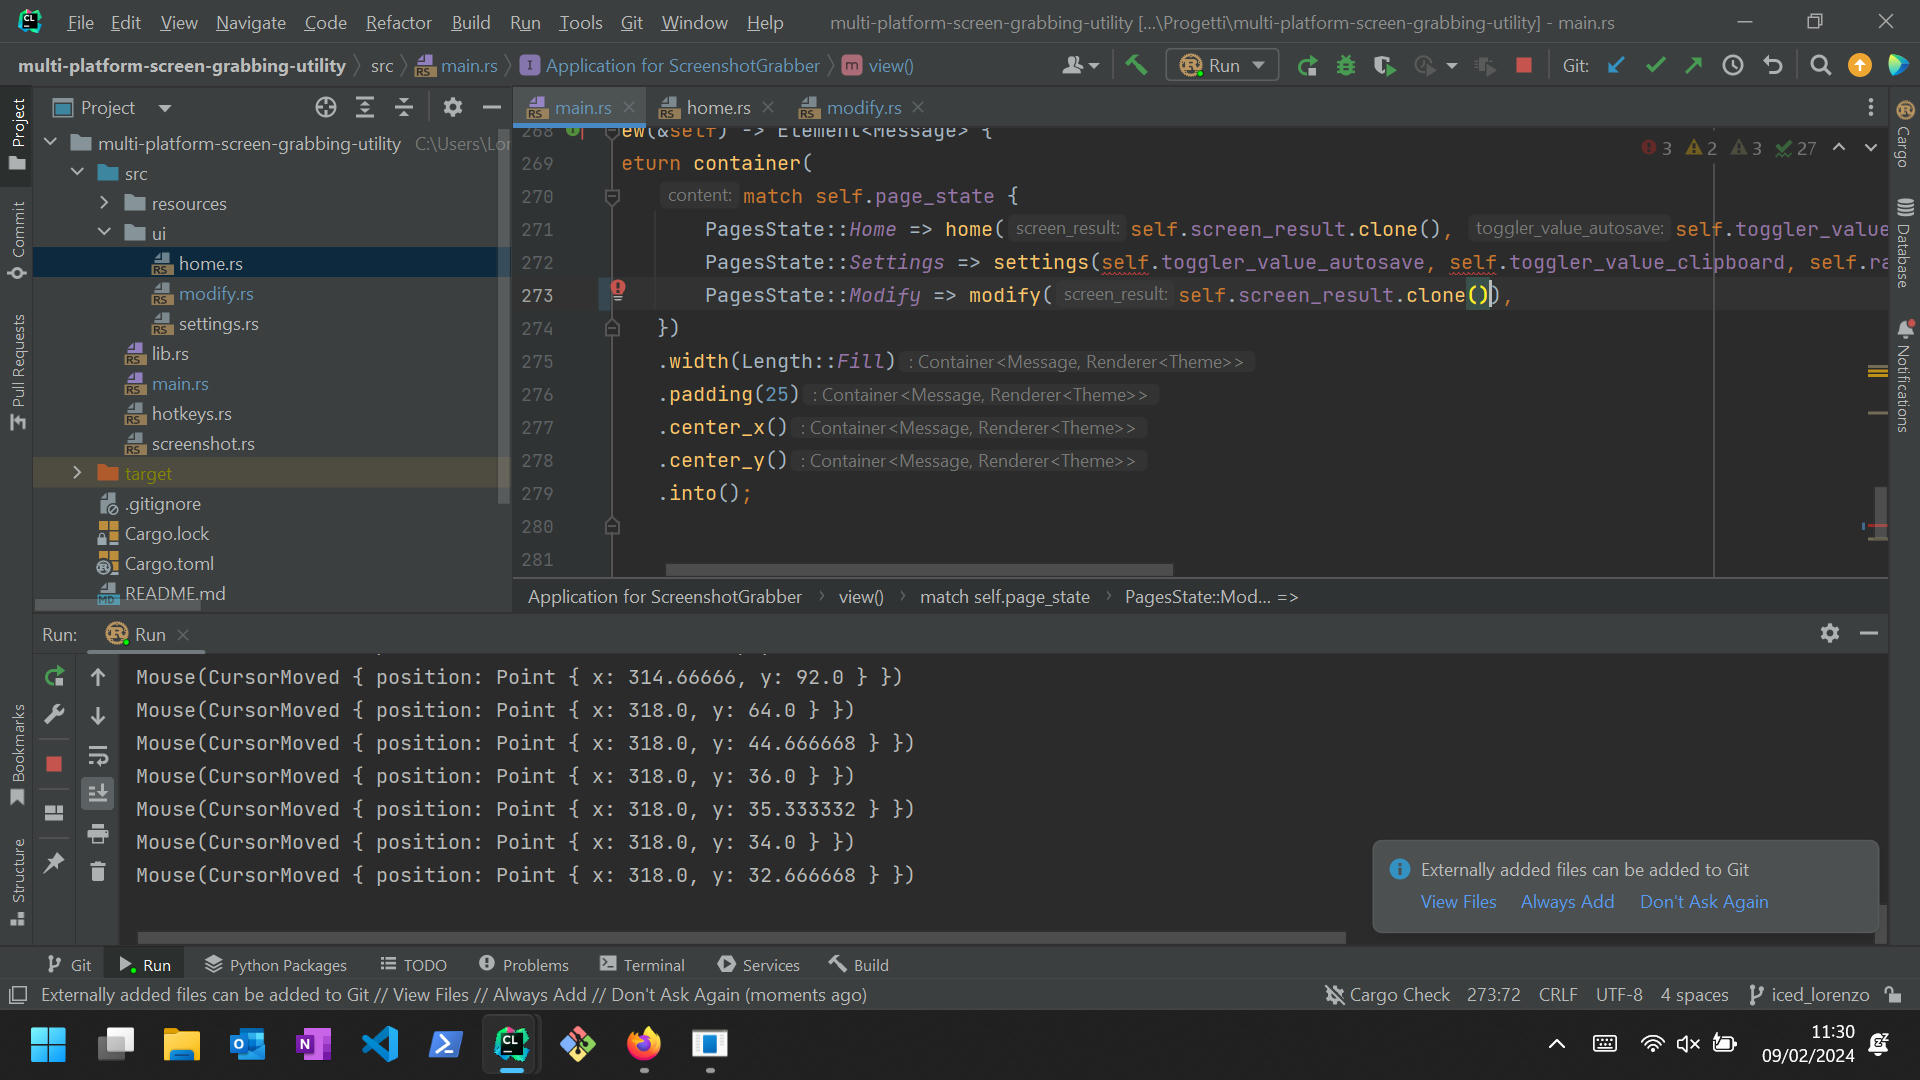 File Edit View Navigate Code Refactor Build Run Tools Git Window Help multi-platform-screen-grabbing-utility [...\Progetti\multi-platform-screen-grabbing-utility] - main.rs
multi-platform-screen-grabbing-utility src main.rs I Application for ScreenshotGrabber m view() Run Git:
Project
main.rs home.rs modify.rs
multi-platform-screen-grabbing-utility C:\Users\Lor
src
resources
ui
home.rs
modify.rs
settings.rs
lib.rs
main.rs
hotkeys.rs
screenshot.rs
target
.gitignore
Cargo.lock
Cargo.toml
README.md
Project
Commit
Pull Requests
Bookmarks
Structure
3 2 3 27
268 ew(&self) -> Element<Message> {
269 eturn container(
270 content: match self.page_state {
271 PagesState::Home => home( screen_result: self.screen_result.clone(), toggler_value_autosave: self.toggler_value
272 PagesState::Settings => settings(self.toggler_value_autosave, self.toggler_value_clipboard, self.ra
273 PagesState::Modify => modify( screen_result: self.screen_result.clone()),
274 })
275 .width(Length::Fill) : Container<Message, Renderer<Theme>>
276 .padding(25) : Container<Message, Renderer<Theme>>
277 .center_x() : Container<Message, Renderer<Theme>>
278 .center_y() : Container<Message, Renderer<Theme>>
279 .into();
280
281
Application for ScreenshotGrabber view() match self.page_state PagesState::Mod... =>
Cargo
Database
Notifications
Run: Run
Mouse(CursorMoved { position: Point { x: 314.66666, y: 92.0 } })
Mouse(CursorMoved { position: Point { x: 318.0, y: 64.0 } })
Mouse(CursorMoved { position: Point { x: 318.0, y: 44.666668 } })
Mouse(CursorMoved { position: Point { x: 318.0, y: 36.0 } })
Mouse(CursorMoved { position: Point { x: 318.0, y: 35.333332 } })
Mouse(CursorMoved { position: Point { x: 318.0, y: 34.0 } })
Mouse(CursorMoved { position: Point { x: 318.0, y: 32.666668 } })
Externally added files can be added to Git
View Files Always Add Don't Ask Again
Git Run Python Packages TODO Problems Terminal Services Build
Externally added files can be added to Git // View Files // Always Add // Don't Ask Again (moments ago) Cargo Check 273:72 CRLF UTF-8 4 spaces iced_lorenzo
11:30
09/02/2024